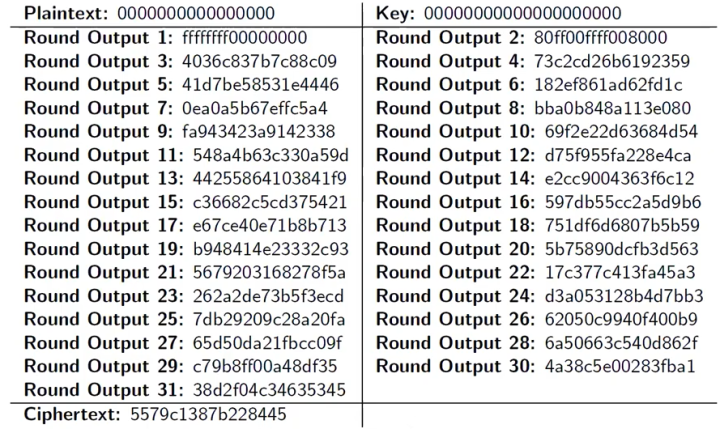 Plaintext: 0000000000000000 Key: 00000000000000000000
Round Output 1: ffffffff00000000 Round Output 2: 80ff00ffff008000
Round Output 3: 4036c837b7c88c09 Round Output 4: 73c2cd26b6192359
Round Output 5: 41d7be58531e4446 Round Output 6: 182ef861ad62fd1c
Round Output 7: 0ea0a5b67effc5a4 Round Output 8: bba0b848a113e080
Round Output 9: fa943423a9142338 Round Output 10: 69f2e22d63684d54
Round Output 11: 548a4b63c330a59d Round Output 12: d75f955fa228e4ca
Round Output 13: 44255864103841f9 Round Output 14: e2cc9004363f6c12
Round Output 15: c36682c5cd375421 Round Output 16: 597db55cc2a5d9b6
Round Output 17: e67ce40e71b8b713 Round Output 18: 751df6d6807b5b59
Round Output 19: b948414e23332c93 Round Output 20: 5b75890dcfb3d563
Round Output 21: 5679203168278f5a Round Output 22: 17c377c413fa45a3
Round Output 23: 262a2de73b5f3ecd Round Output 24: d3a053128b4d7bb3
Round Output 25: 7db29209c28a20fa Round Output 26: 62050c9940f400b9
Round Output 27: 65d50da21fbcc09f Round Output 28: 6a50663c540d862f
Round Output 29: c79b8ff00a48df35 Round Output 30: 4a38c5e00283fba1
Round Output 31: 38d2f04c34635345
Ciphertext: 5579c1387b228445